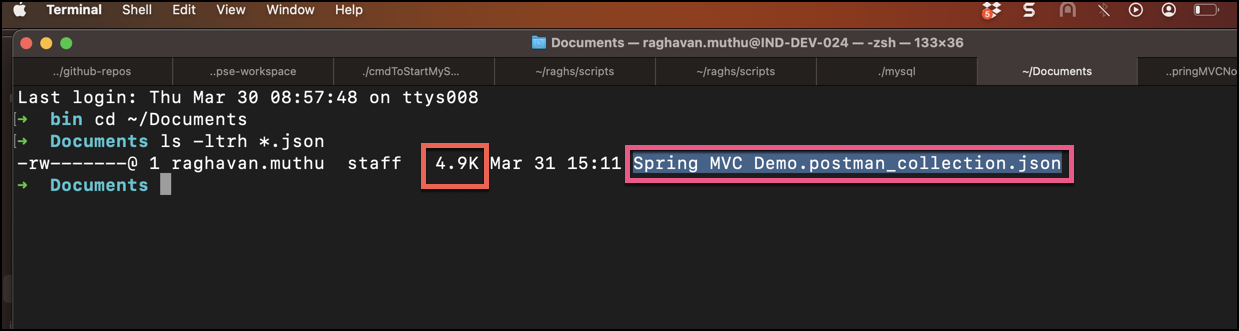 Terminal Shell Edit View Window Help 5 S
Documents — raghavan.muthu@IND-DEV-024 — -zsh — 133×36
../github-repos ..pse-workspace ./cmdToStartMyS... ~/raghs/scripts ~/raghs/scripts ./mysql ~/Documents ..pringMVCNo
Last login: Thu Mar 30 08:57:48 on ttys008
[➜ bin cd ~/Documents
[➜ Documents ls -ltrh *.json
-rw-------@ 1 raghavan.muthu staff 4.9K Mar 31 15:11 Spring MVC Demo.postman_collection.json
➜ Documents